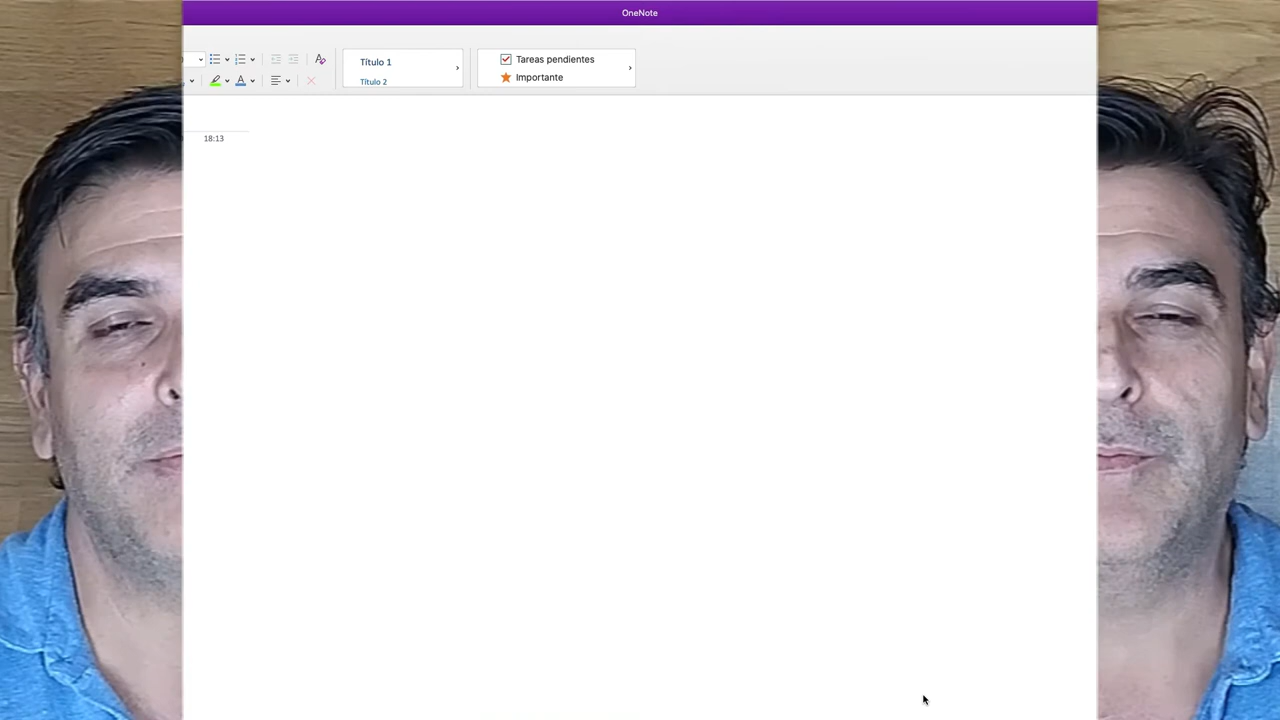 OneNote
Título 1
Título 2
Tareas pendientes
Importante
18:13